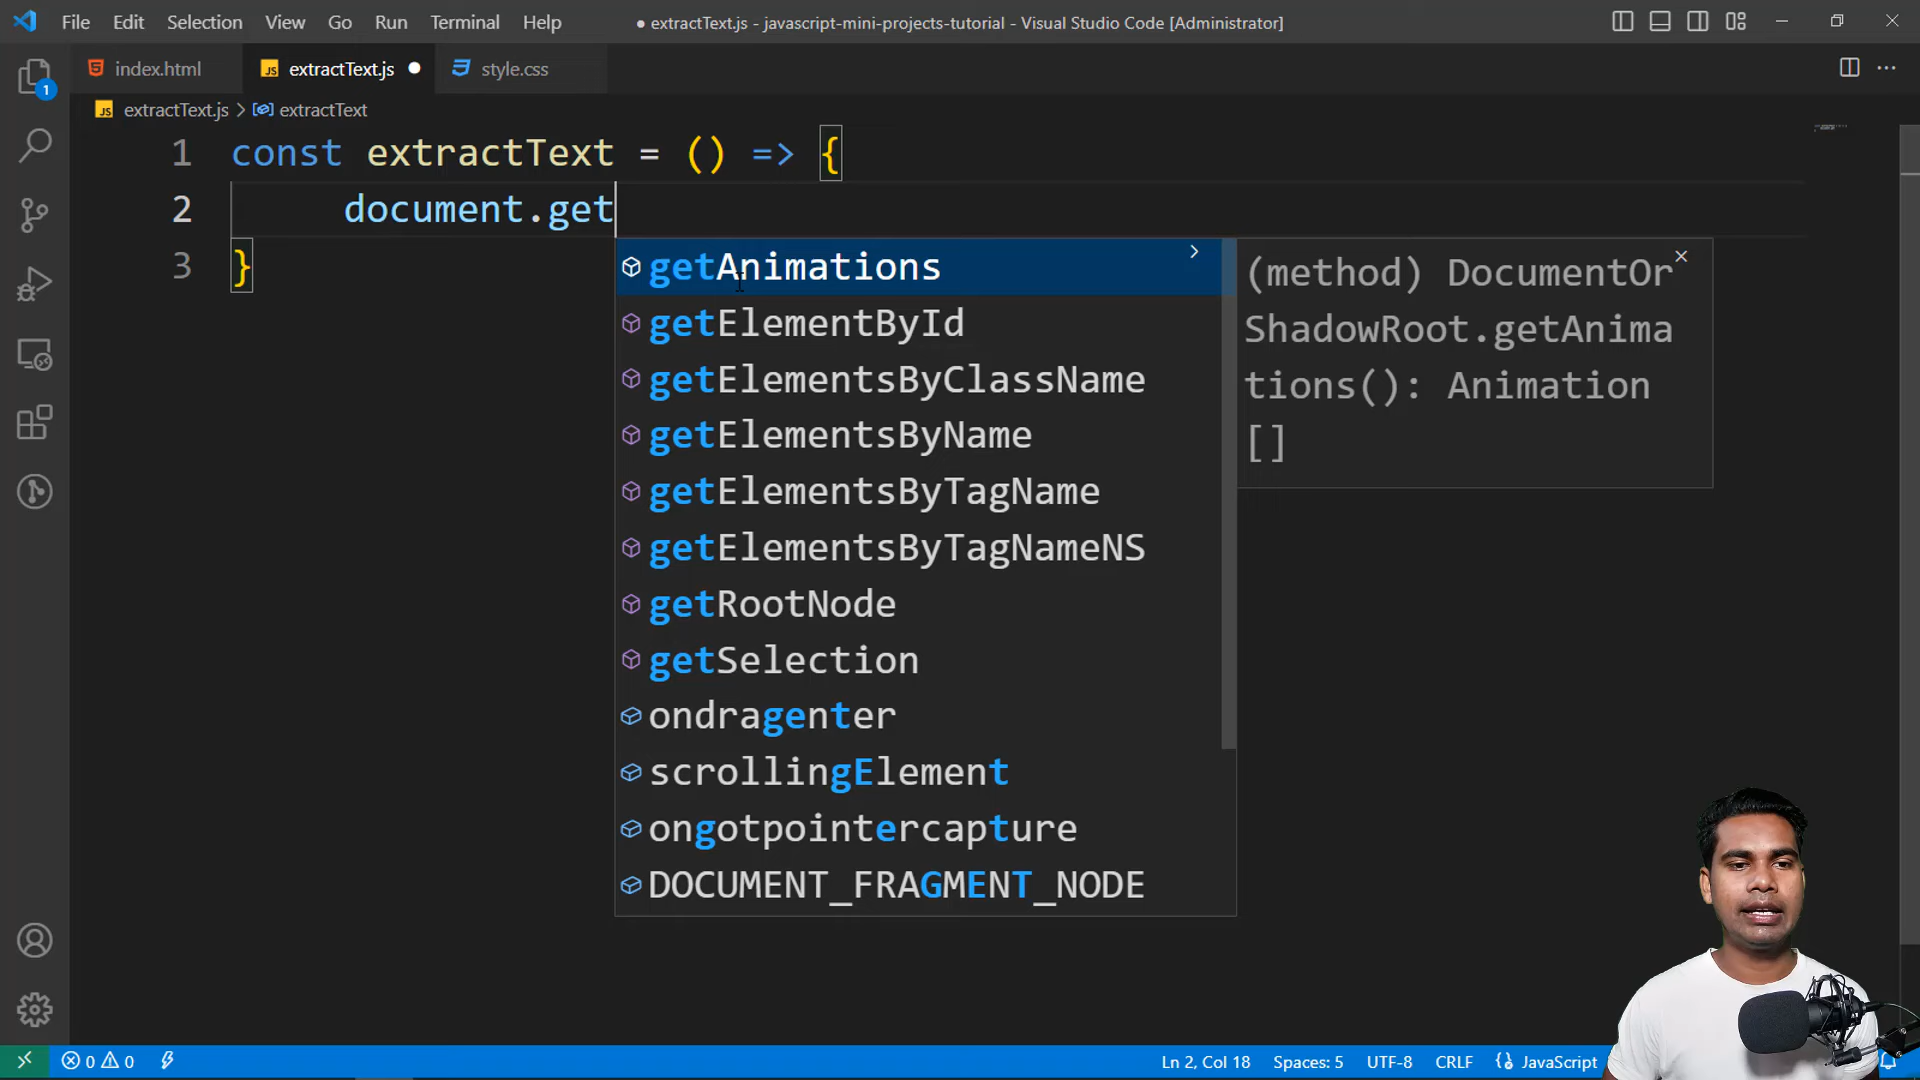 File Edit Selection View Go Run Terminal Help ● extractText.js - javascript-mini-projects-tutorial - Visual Studio Code [Administrator]
index.html JS extractText.js ● style.css
1
JS extractText.js > extractText
1 const extractText = () => {
2 document.get
3 }
getAnimations
getElementById
getElementsByClassName
getElementsByName
getElementsByTagName
getElementsByTagNameNS
getRootNode
getSelection
ondragenter
scrollingElement
ongotpointercapture
DOCUMENT_FRAGMENT_NODE
(method) DocumentOr
ShadowRoot.getAnima
tions(): Animation
[]
0 0 Ln 2, Col 18 Spaces: 5 UTF-8 CRLF JavaScript